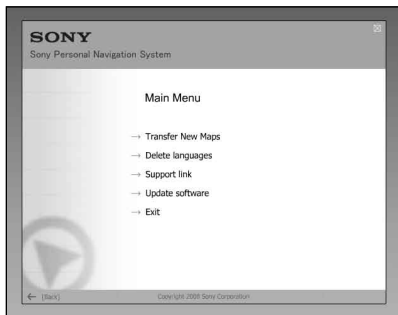 SONY
Sony Personal Navigation System
Main Menu
→ Transfer New Maps
→ Delete languages
→ Support link
→ Update software
→ Exit
← [Back]
Copyright 2008 Sony Corporation